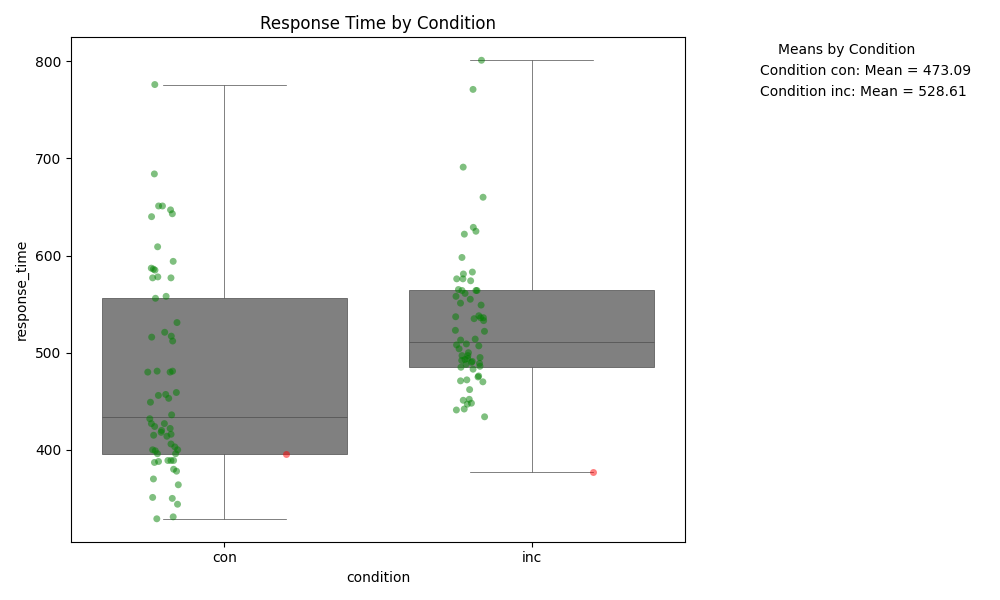 Response Time by Condition
Means by Condition
Condition con: Mean = 473.09
Condition inc: Mean = 528.61
response_time
800
700
600
500
400
con
inc
condition